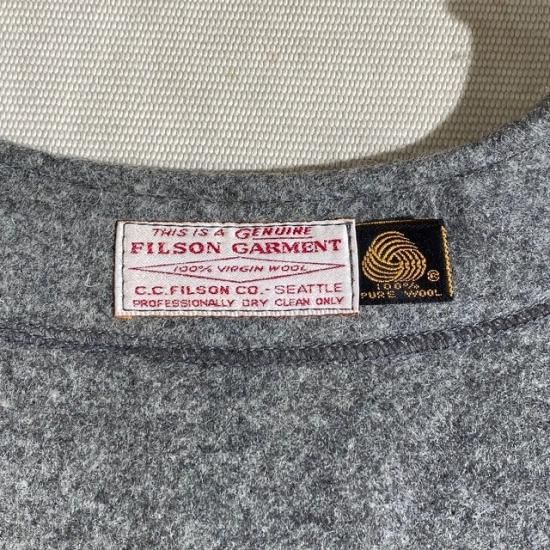 THIS IS A GENUINE
FILSON GARMENT
100% VIRGIN WOOL
C.C. FILSON CO. - SEATTLE
PROFESSIONALLY DRY CLEAN ONLY
100%
PURE WOOL